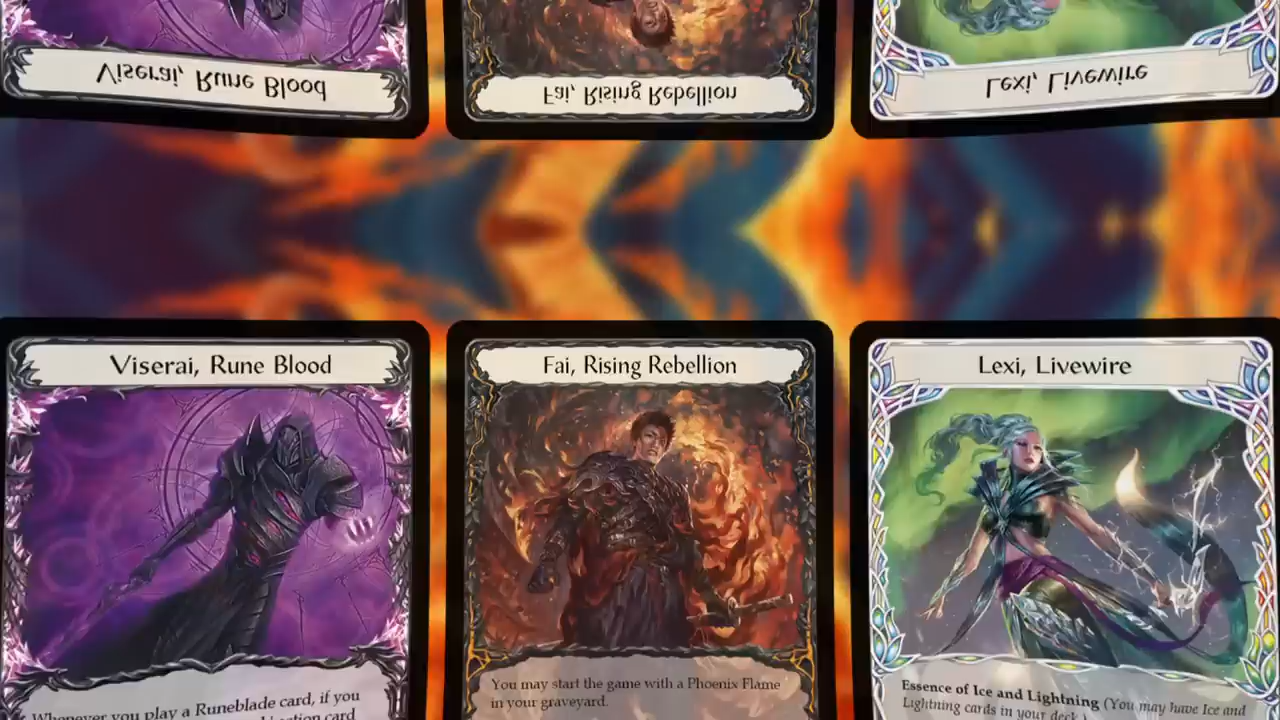 Viserai, Rune Blood
Fai, Rising Rebellion
Lexi, Livewire
Viserai, Rune Blood
Fai, Rising Rebellion
Lexi, Livewire
Whenever you play a Runeblade card, if you
card
You may start the game with a Phoenix Flame
in your graveyard.
Essence of Ice and Lightning (You may have Ice and
Lightning cards in your deck.)